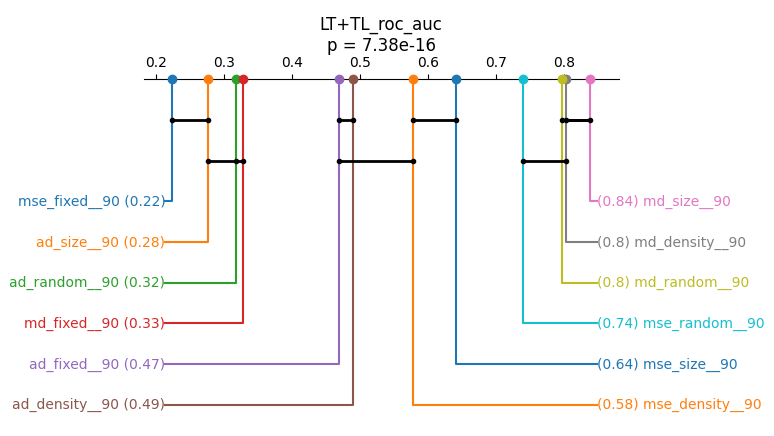 LT+TL_roc_auc
p = 7.38e-16
0.2 0.3 0.4 0.5 0.6 0.7 0.8
mse_fixed__90 (0.22)
(0.84) md_size__90
ad_size__90 (0.28)
(0.8) md_density__90
ad_random__90 (0.32)
(0.8) md_random__90
md_fixed__90 (0.33)
(0.74) mse_random__90
ad_fixed__90 (0.47)
(0.64) mse_size__90
ad_density__90 (0.49)
(0.58) mse_density__90